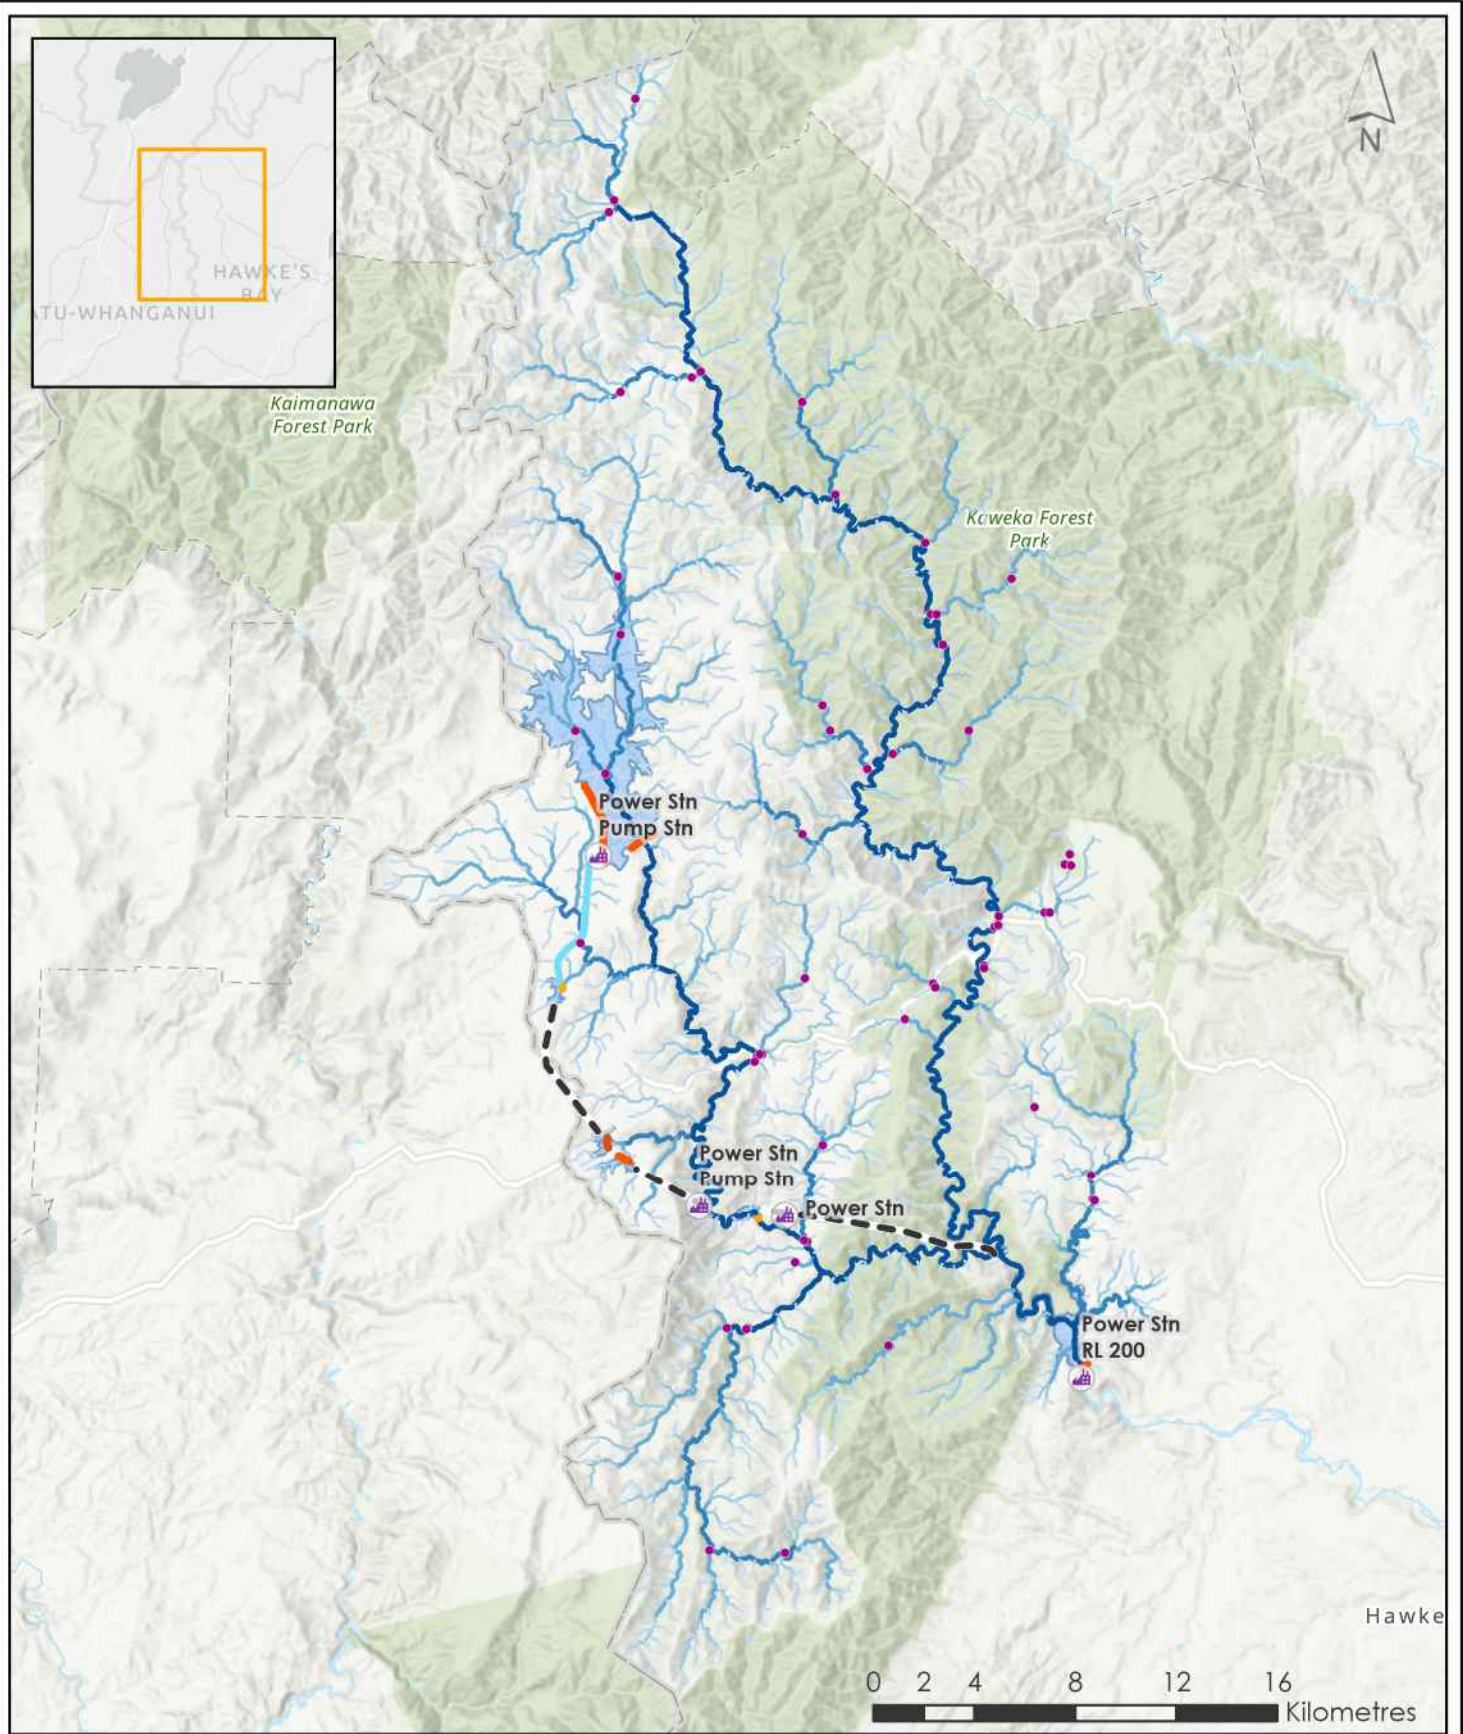 N
HAWKE'S
BAY
ATU-WHANGANUI
Kaimanawa
Forest Park
Kaweka Forest
Park
Power Stn
Pump Stn
Power Stn
Pump Stn
Power Stn
Power Stn
RL 200
Hawke
0 2 4 8 12 16
Kilometres